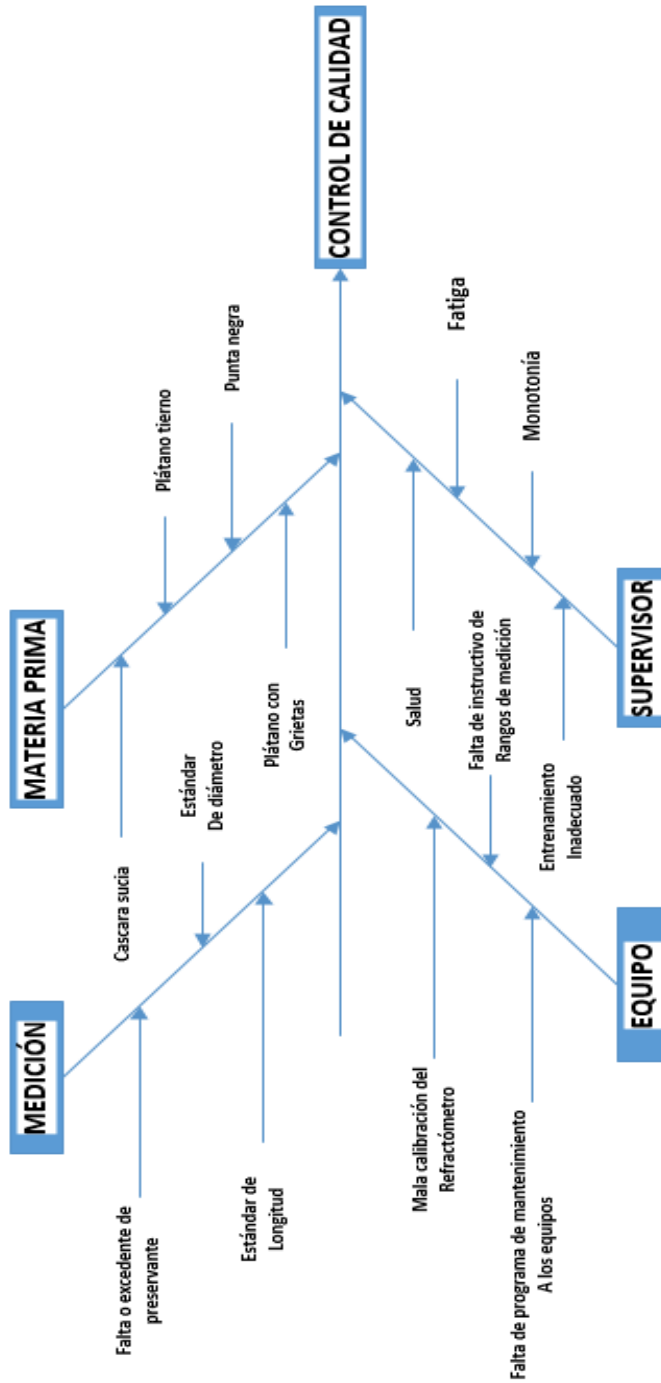 MEDICIÓN
MATERIA PRIMA
Falta o excedente de
preservante
Estándar
De diámetro
Estándar de
Longitud
Cascara sucia
Plátano tierno
Punta negra
Plátano con
Grietas
CONTROL DE CALIDAD
Mala calibración del
Refractómetro
Falta de instructivo de
Rangos de medición
Falta de programa de mantenimiento
A los equipos
Salud
Fatiga
Monotonía
Entrenamiento
Inadecuado
EQUIPO
SUPERVISOR